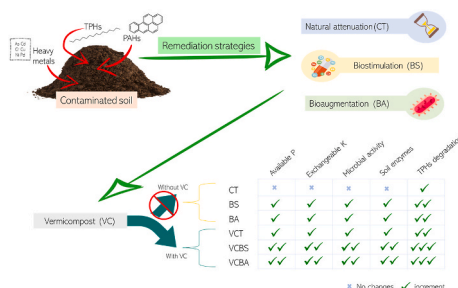 TPHs
PAHs
Heavy
metals
Contaminated soil
Remediation strategies
Natural attenuation (CT)
Biostimulation (BS)
Bioaugmentation (BA)
Vermicompost (VC)
Without VC
With VC
Available P
Exchangeable K
Microbial activity
Soil enzymes
TPHs degradation
CT
BS
BA
VCT
VCBS
VCBA
No changes
increment